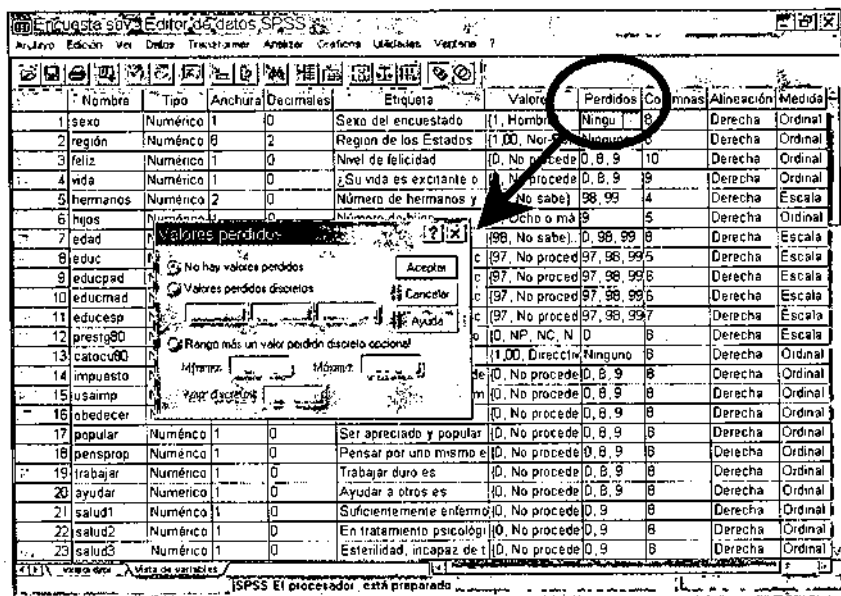 Encuesta sav Editor de datos SPSS
Archivo Edición Ver Datos Transformar Analizar Gráficos Utilidades Ventana ?
Nombre Tipo Anchura Decimales Etiqueta Valores Perdidos Co mnas Alineación Medida
1 sexo Numérico 1 0 Sexo del encuestado {1, Hombre Ningu 8 Derecha Ordinal
2 región Numérico 8 2 Region de los Estados {1,00, Nor Ninguno Derecha Ordinal
3 feliz Numérico 1 0 Nivel de felicidad {0, No procede 0, 8, 9 10 Derecha Ordinal
4 vida Numérico 1 0 ¿Su vida es excitante o No procede 0, 8, 9 9 Derecha Ordinal
5 hermanos Numérico 2 0 Número de hermanos y No sabe} 98, 99 4 Derecha Escala
6 hijos Numérico 1 0 Número de hijos Ocho o má 9 5 Derecha Ordinal
7 edad {98, No sabe}... 0, 98, 99 8 Derecha Escala
8 educ c {97, No proced 97, 98, 99 5 Derecha Escala
9 educpad c {97, No proced 97, 98, 99 6 Derecha Escala
10 educmad c {97, No proced 97, 98, 99 6 Derecha Escala
11 educesp c {97, No proced 97, 98, 99 7 Derecha Escala
12 prestg80 o {0, NP, NC, N 0 6 Derecha Escala
13 catocu80 {1,00, Directiv Ninguno 6 Derecha Ordinal
14 impuesto de {0, No procede 0, 8, 9 8 Derecha Ordinal
15 usaimp m {0, No procede 0, 8, 9 8 Derecha Ordinal
16 obedecer {0, No procede 0, 8, 9 8 Derecha Ordinal
17 popular Numérico 1 0 Ser apreciado y popular {0, No procede 0, 8, 9 8 Derecha Ordinal
18 pensprop Numérico 1 0 Pensar por uno mismo e {0, No procede 0, 8, 9 8 Derecha Ordinal
19 trabajar Numérico 1 0 Trabajar duro es {0, No procede 0, 8, 9 8 Derecha Ordinal
20 ayudar Numerico 1 0 Ayudar a otros es {0, No procede 0, 8, 9 8 Derecha Ordinal
21 salud1 Numérico 1 0 Suficientemente enfermo {0, No procede 0, 9 8 Derecha Ordinal
22 salud2 Numérico 1 0 En tratamiento psicológi {0, No procede 0, 9 8 Derecha Ordinal
23 salud3 Numérico 1 0 Esterilidad, incapaz de t {0, No procede 0, 9 8 Derecha Ordinal
Valores perdidos ? X
No hay valores perdidos Aceptar
Valores perdidos discretos Cancelar
Ayuda
Rango más un valor perdido discreto opcional
Mínimo: Máximo:
Valor discreto:
Vista de variables
SPSS El procesador está preparado